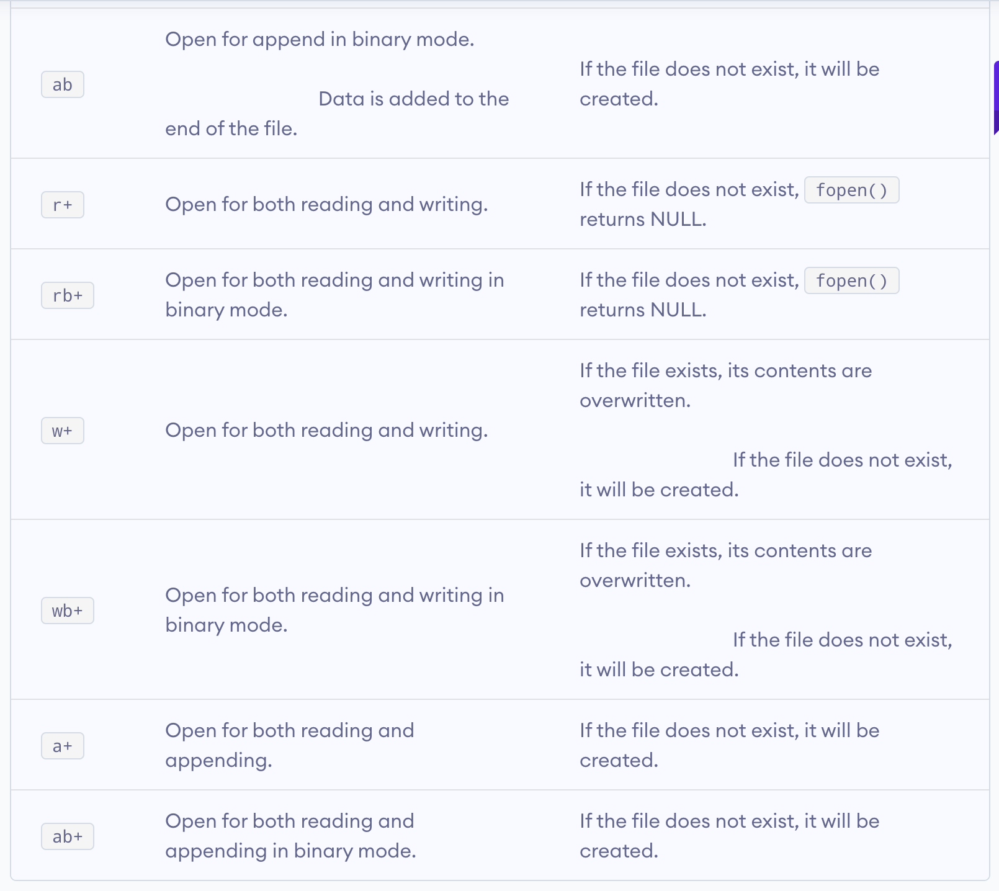 ab
Open for append in binary mode.
Data is added to the
end of the file.
If the file does not exist, it will be
created.
r+
Open for both reading and writing.
If the file does not exist, fopen()
returns NULL.
rb+
Open for both reading and writing in
binary mode.
If the file does not exist, fopen()
returns NULL.
w+
Open for both reading and writing.
If the file exists, its contents are
overwritten.
If the file does not exist,
it will be created.
wb+
Open for both reading and writing in
binary mode.
If the file exists, its contents are
overwritten.
If the file does not exist,
it will be created.
a+
Open for both reading and
appending.
If the file does not exist, it will be
created.
ab+
Open for both reading and
appending in binary mode.
If the file does not exist, it will be
created.